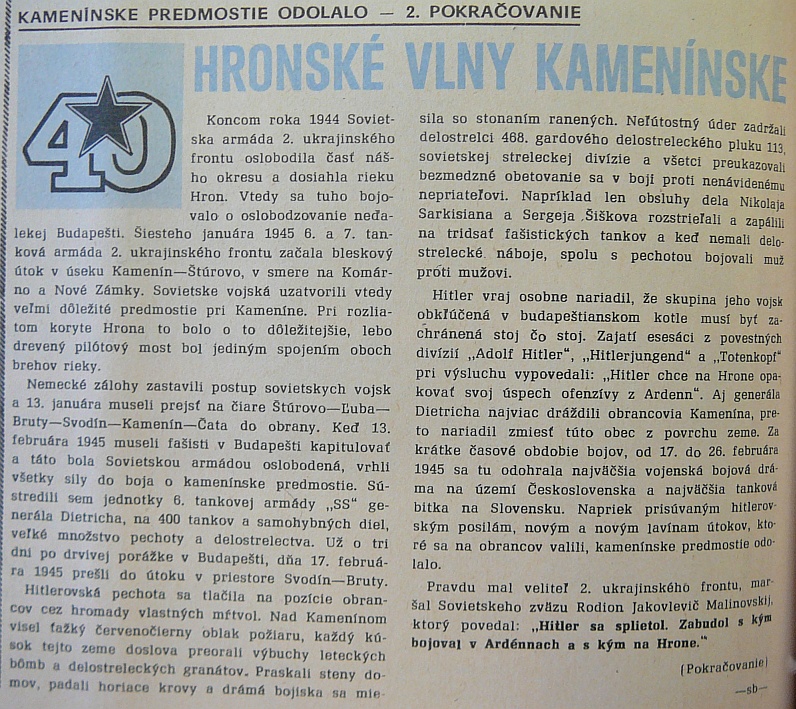 KAMENÍNSKE PREDMOSTIE ODOLALO — 2. POKRAČOVANIE
HRONSKÉ VLNY KAMENÍNSKE
40
Koncom roka 1944 Soviet-
ska armáda 2. ukrajinského
frontu oslobodila časť náš-
ho okresu a dosiahla rieku
Hron. Vtedy sa tuho bojo-
valo o oslobodzovanie neďa-
lekej Budapešti. Šiesteho januára 1945 6. a 7. tan-
ková armáda 2. ukrajinského frontu začala bleskový
útok v úseku Kamenín—Štúrovo, v smere na Komár-
no a Nové Zámky. Sovietske vojská uzatvorili vtedy
veľmi dôležité predmostie pri Kameníne. Pri rozlia-
tom koryte Hrona to bolo o to dôležitejšie, lebo
drevený pilótový most bol jediným spojením oboch
brehov rieky.
Nemecké zálohy zastavili postup sovietskych vojsk
a 13. januára museli prejsť na čiare Štúrovo—Ľuba—
Bruty—Svodín—Kamenín—Čata do obrany. Keď 13.
februára 1945 museli fašisti v Budapešti kapitulovať
a táto bola Sovietskou armádou oslobodená, vrhli
všetky sily do boja o kamenínske predmostie. Sú-
stredili sem jednotky 6. tankovej armády „SS“ ge-
nerála Dietricha, na 400 tankov a samohybných diel,
veľké množstvo pechoty a delostrelectva. Už o tri
dni po drvivej porážke v Budapešti, dňa 17. februá-
ra 1945 prešli do útoku v priestore Svodín—Bruty.
Hitlerovská pechota sa tlačila na pozície obran-
cov cez hromady vlastných mŕtvol. Nad Kamenínom
visel ťažký červenočierny oblak požiaru, každý kú-
sok tejto zeme doslova preorali výbuchy leteckých
bômb a delostreleckých granátov. Praskali steny do-
mov, padali horiace krovy a drámá bojiska sa mie-
sila so stonaním ranených. Neľútostný úder zadržali
delostrelci 468. gardového delostreleckého pluku 113.
sovietskej streleckej divízie a všetci preukazovali
bezmedzné obetovanie sa v boji proti nenávidenému
nepriateľovi. Napríklad len obsluhy dela Nikolaja
Sarkisiana a Sergeja Šiškova rozstrieľali a zapálili
na tridsať fašistických tankov a keď nemali delo-
strelecké náboje, spolu s pechotou bojovali muž
próti mužovi.
Hitler vraj osobne nariadil, že skupina jeho vojsk
obkľúčená v budapeštianskom kotle musí byť za-
chránená stoj čo stoj. Zajatí esesáci z povestných
divízií „Adolf Hitler“, „Hitlerjungend“ a „Totenkopf“
pri výsluchu vypovedali: „Hitler chce na Hrone opa-
kovať svoj úspech ofenzívy z Ardenn“. Aj generála
Dietricha najviac dráždili obrancovia Kamenína, pre-
to nariadil zmiesť túto obec z povrchu zeme. Za
krátke časové obdobie bojov, od 17. do 26. februára
1945 sa tu odohrala najväčšia vojenská bojová drá-
ma na území Československa a najväčšia tanková
bitka na Slovensku. Napriek prisúvaným hitlerov-
ským posilám, novým a novým lavínam útokov, kto-
ré sa na obrancov valili, kamenínske predmostie odo-
lalo.
Pravdu mal veliteľ 2. ukrajinského frontu, mar-
šal Sovietskeho zväzu Rodion Jakovlevič Malinovskij,
ktorý povedal: „Hitler sa splietol. Zabudol s kým
bojoval v Ardénnach a s kým na Hrone.“
(Pokračovanie)
—sb—